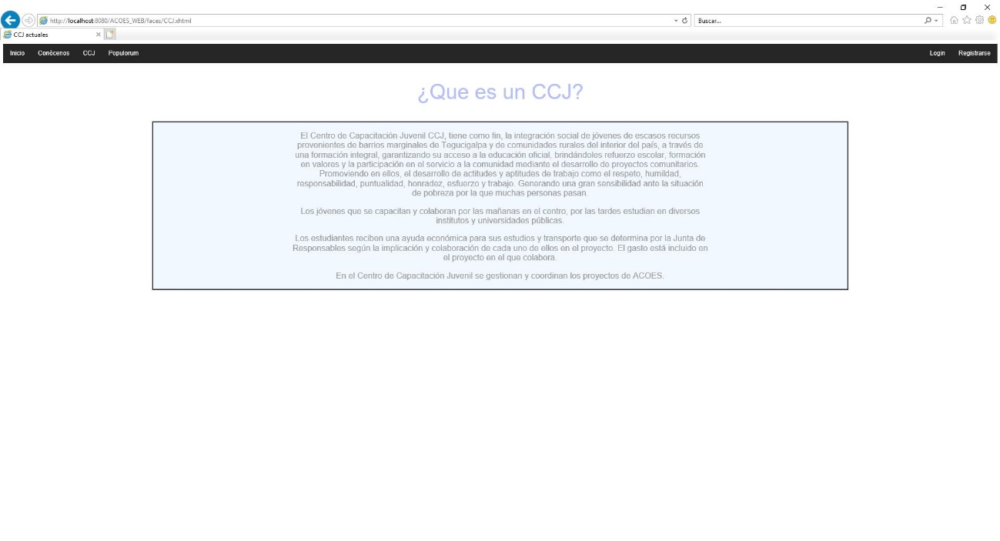 http://localhost:8080/ACOES_WEB/faces/CCJ.xhtml
Buscar...
CCJ actuales
Inicio Conócenos CCJ Populorum Login Registrarse
¿Que es un CCJ?
El Centro de Capacitación Juvenil CCJ, tiene como fin, la integración social de jóvenes de escasos recursos
provenientes de barrios marginales de Tegucigalpa y de comunidades rurales del interior del país, a través de
una formación integral, garantizando su acceso a la educación oficial, brindándoles refuerzo escolar, formación
en valores y la participación en el servicio a la comunidad mediante el desarrollo de proyectos comunitarios.
Promoviendo en ellos, el desarrollo de actitudes y aptitudes de trabajo como el respeto, humildad,
responsabilidad, puntualidad, honradez, esfuerzo y trabajo. Generando una gran sensibilidad ante la situación
de pobreza por la que muchas personas pasan.
Los jóvenes que se capacitan y colaboran por las mañanas en el centro, por las tardes estudian en diversos
institutos y universidades públicas.
Los estudiantes reciben una ayuda económica para sus estudios y transporte que se determina por la Junta de
Responsables según la implicación y colaboración de cada uno de ellos en el proyecto. El gasto está incluido en
el proyecto en el que colabora.
En el Centro de Capacitación Juvenil se gestionan y coordinan los proyectos de ACOES.